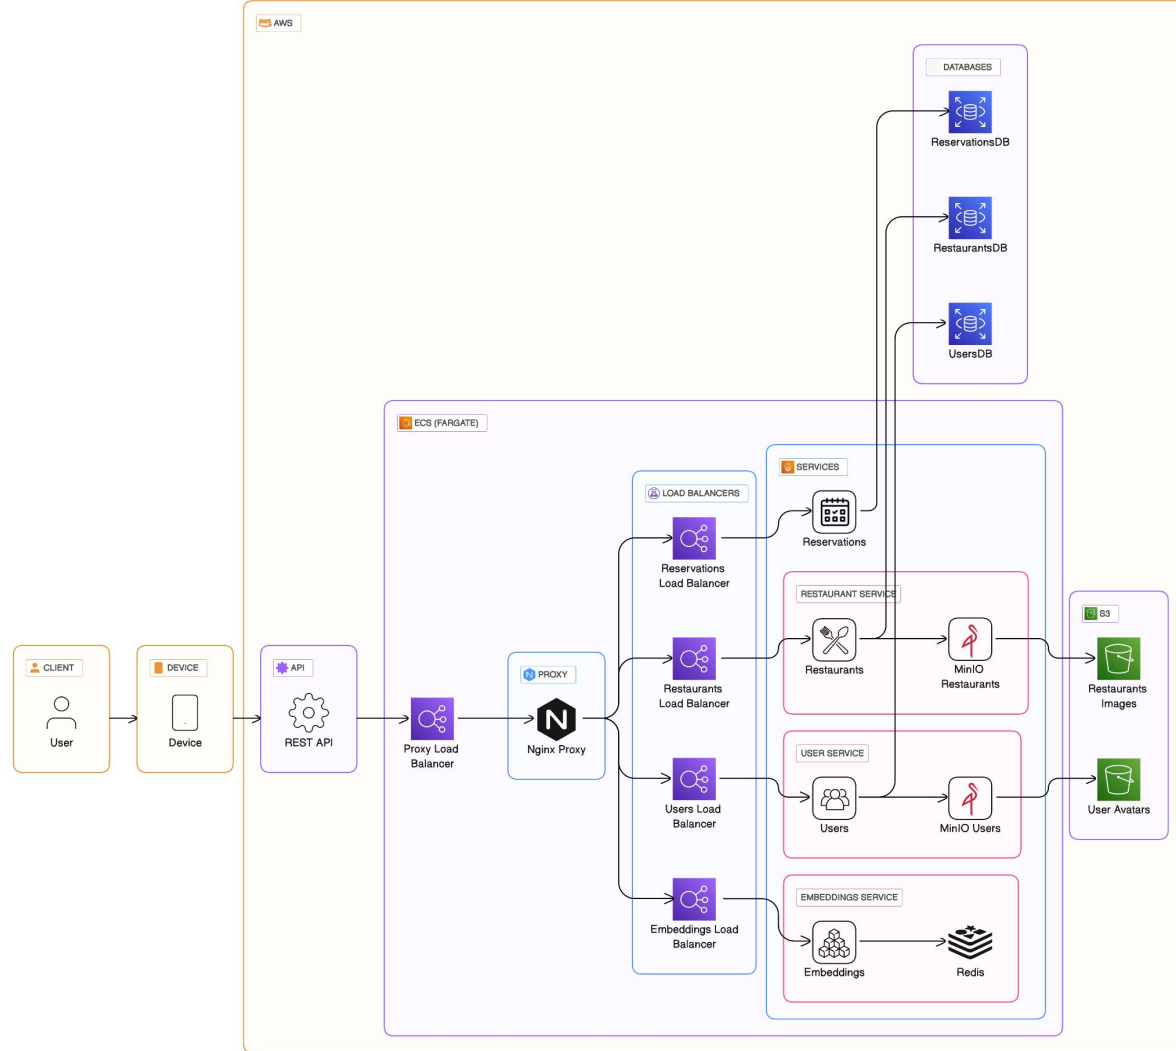 aws AWS
DATABASES
ReservationsDB
RestaurantsDB
UsersDB
ECS (FARGATE)
SERVICES
LOAD BALANCERS
Reservations
Reservations
Load Balancer
RESTAURANT SERVICE
S3
CLIENT
DEVICE
API
PROXY
Restaurants
MinIO
Restaurants
Restaurants
Load Balancer
Restaurants
Images
User
Device
REST API
Proxy Load
Balancer
N
Nginx Proxy
USER SERVICE
Users Load
Balancer
Users
MinIO Users
User Avatars
EMBEDDINGS SERVICE
Embeddings Load
Balancer
Embeddings
Redis